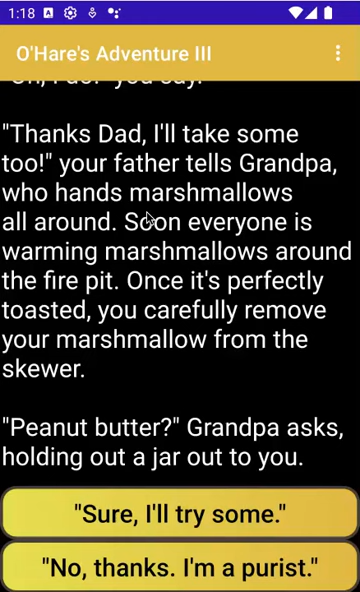 1:18
O'Hare's Adventure III
you say.
"Thanks Dad, I'll take some
too!" your father tells Grandpa,
who hands marshmallows
all around. Soon everyone is
warming marshmallows around
the fire pit. Once it's perfectly
toasted, you carefully remove
your marshmallow from the
skewer.
"Peanut butter?" Grandpa asks,
holding out a jar out to you.
"Sure, I'll try some."
"No, thanks. I'm a purist."